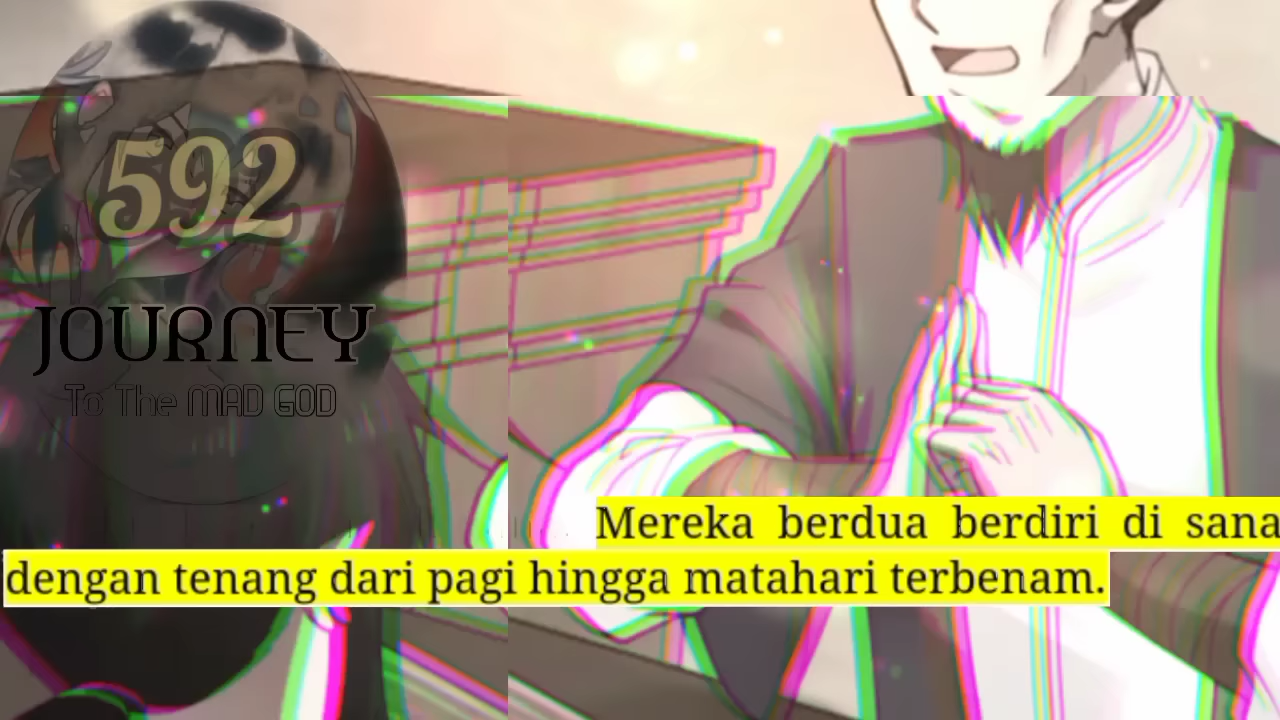 592
JOURNEY
To The MAD GOD
Mereka berdua berdiri di sana
dengan tenang dari pagi hingga matahari terbenam.